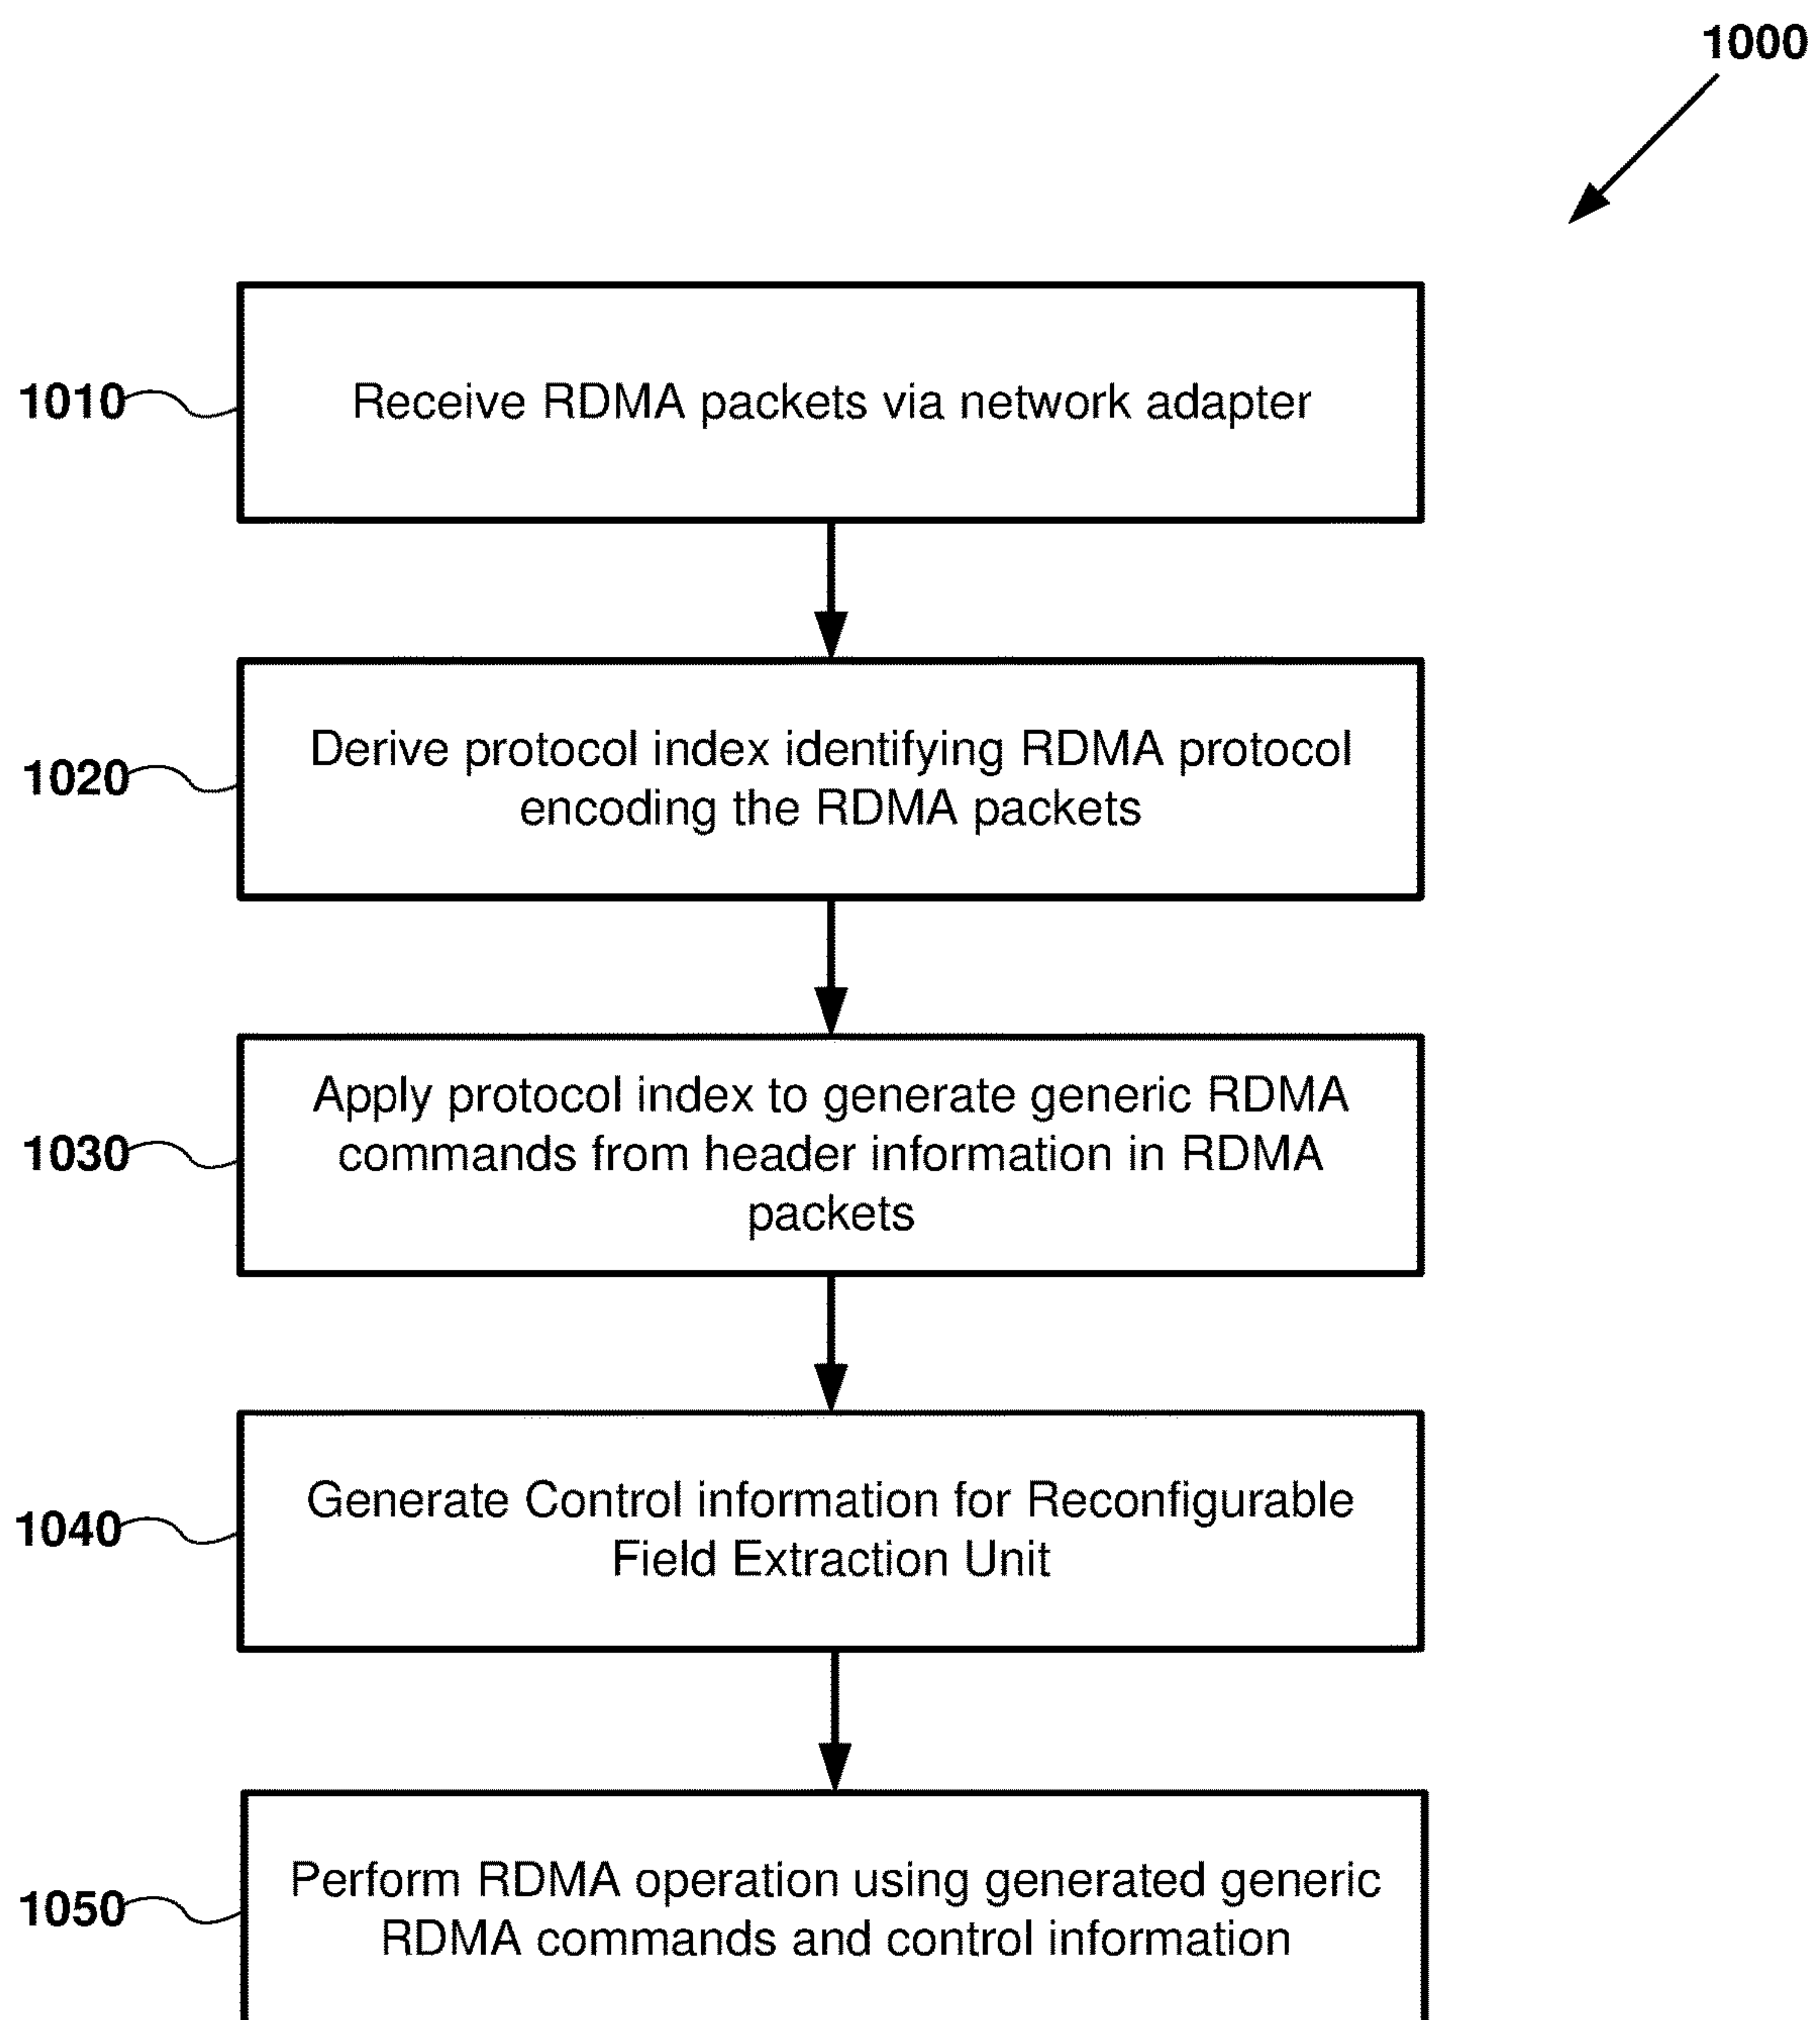 1000
1010
Receive RDMA packets via network adapter
1020
Derive protocol index identifying RDMA protocol
encoding the RDMA packets
1030
Apply protocol index to generate generic RDMA
commands from header information in RDMA
packets
1040
Generate Control information for Reconfigurable
Field Extraction Unit
1050
Perform RDMA operation using generated generic
RDMA commands and control information